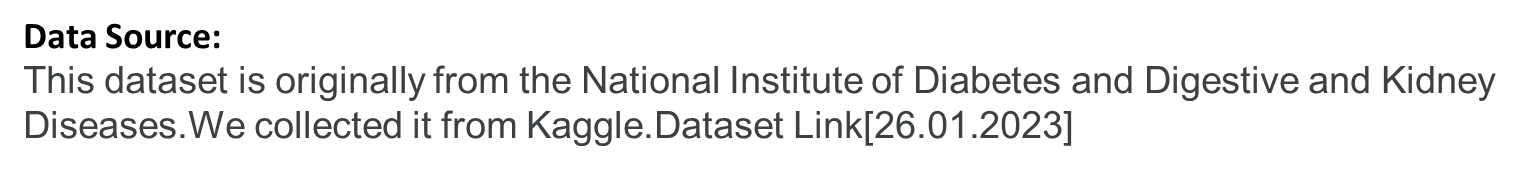 Data Source:
This dataset is originally from the National Institute of Diabetes and Digestive and Kidney
Diseases.We collected it from Kaggle.Dataset Link[26.01.2023]